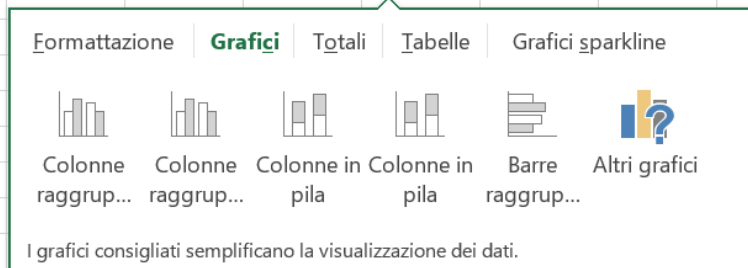 Formattazione Grafici Totali Tabelle Grafici sparkline
Colonne Colonne Colonne in Colonne in Barre Altri grafici
raggrup... raggrup... pila pila raggrup...
I grafici consigliati semplificano la visualizzazione dei dati.